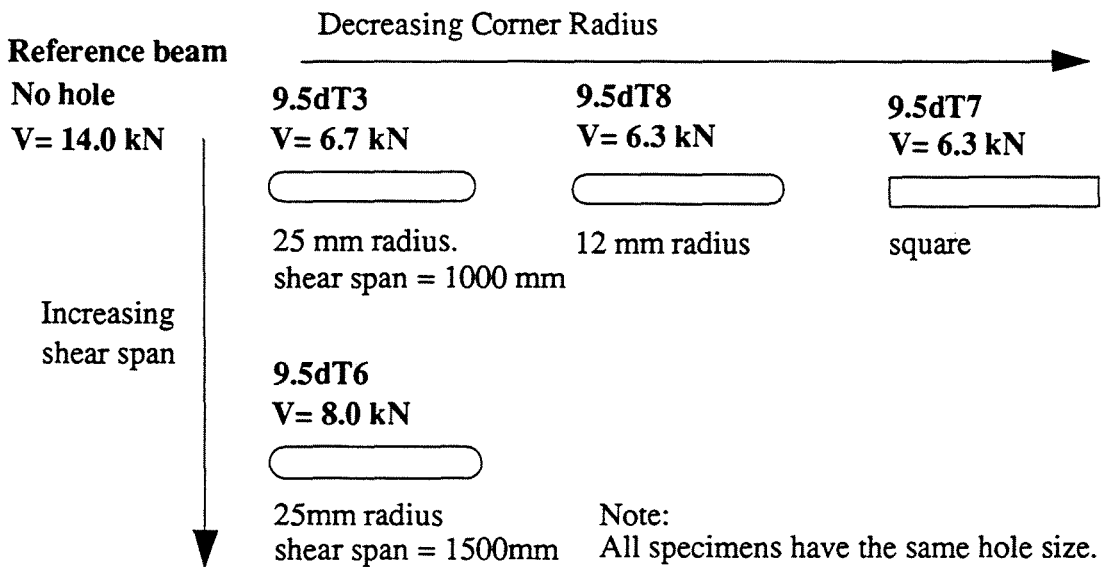 Decreasing Corner Radius
Reference beam
No hole
V= 14.0 kN
9.5dT3
V= 6.7 kN
9.5dT8
V= 6.3 kN
9.5dT7
V= 6.3 kN
25 mm radius.
shear span = 1000 mm
12 mm radius
square
Increasing
shear span
9.5dT6
V= 8.0 kN
25mm radius
shear span = 1500mm
Note:
All specimens have the same hole size.